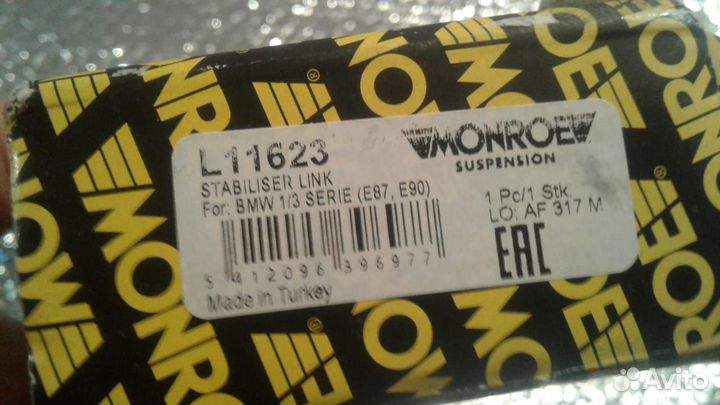 L11623
STABILISER LINK
For: BMW 1/3 SERIE (E87, E90)
5 412096 396977
Made in Turkey
MONROE
SUSPENSION
1 Pc/1 Stk.
LO: AF 317 M
EAC
MONROE
MONROE
MONROE
MONROE
Avito